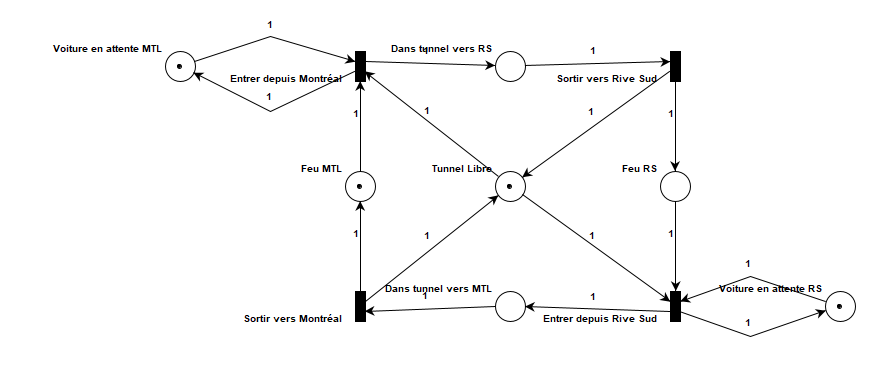 1
Voiture en attente MTL
Dans tunnel vers RS
1
1
Entrer depuis Montréal
Sortir vers Rive Sud
1
1
1
1
1
Feu MTL
Tunnel Libre
Feu RS
1
1
1
1
1
Dans tunnel vers MTL
1
1
Voiture en attente RS
Sortir vers Montréal
Entrer depuis Rive Sud
1